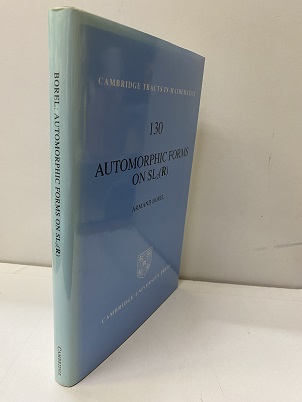 BOREL AUTOMORPHIC FORMS ON SL₂(R)
CAMBRIDGE
CAMBRIDGE TRACTS IN MATHEMATICS
130
AUTOMORPHIC FORMS
ON SL₂(R)
ARMAND BOREL
CAMBRIDGE UNIVERSITY PRESS